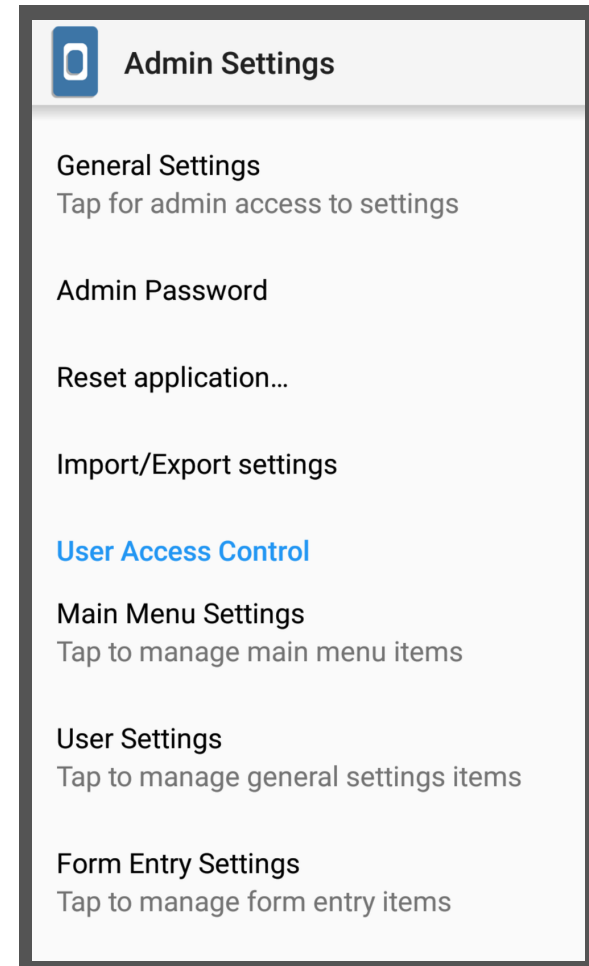 Admin Settings
General Settings
Tap for admin access to settings
Admin Password
Reset application…
Import/Export settings
User Access Control
Main Menu Settings
Tap to manage main menu items
User Settings
Tap to manage general settings items
Form Entry Settings
Tap to manage form entry items